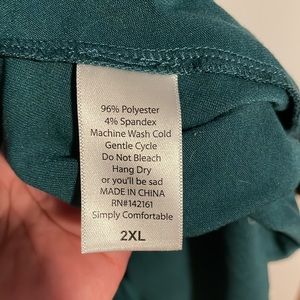 96% Polyester
4% Spandex
Machine Wash Cold
Gentle Cycle
Do Not Bleach
Hang Dry
or you'll be sad
MADE IN CHINA
RN#142161
Simply Comfortable
2XL